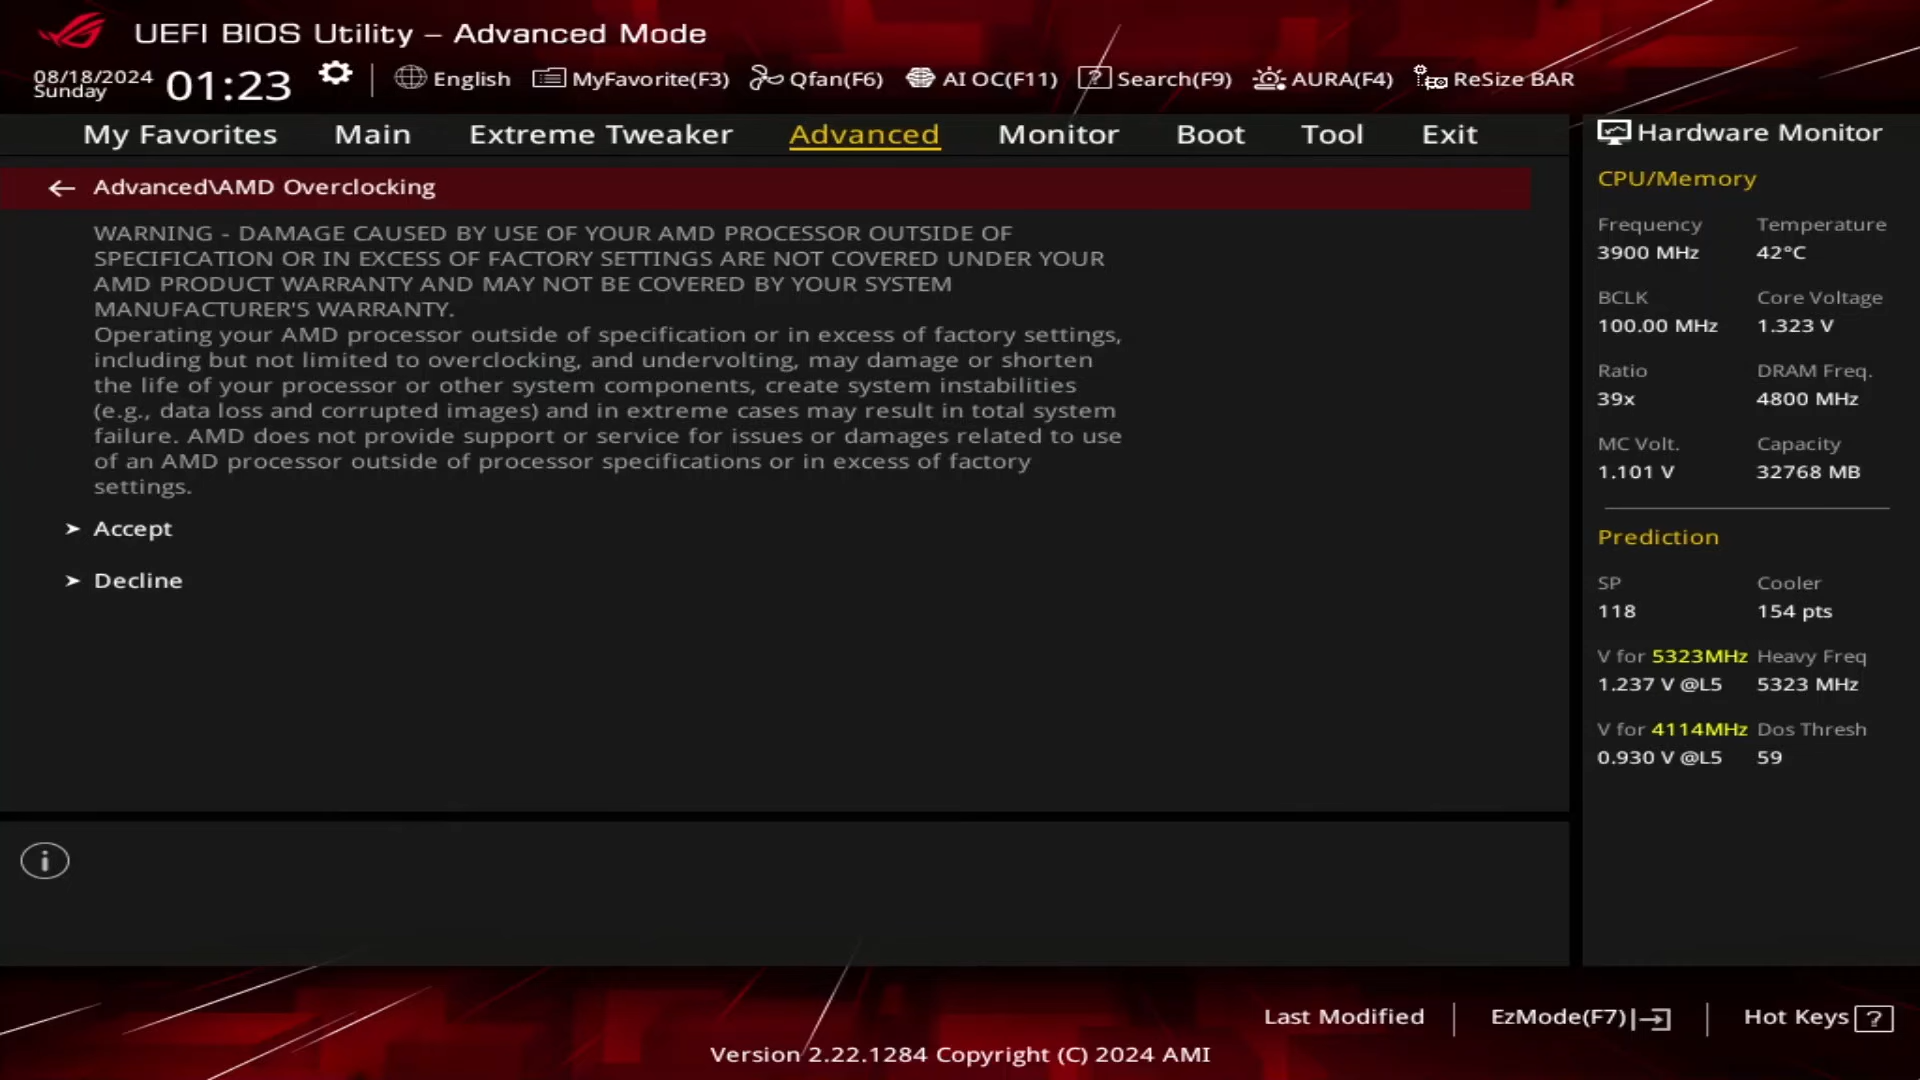 UEFI BIOS Utility – Advanced Mode
08/18/2024
Sunday
01:23
English
MyFavorite(F3)
Qfan(F6)
AI OC(F11)
? Search(F9)
AURA(F4)
ReSize BAR
My Favorites
Main
Extreme Tweaker
Advanced
Monitor
Boot
Tool
Exit
Advanced\AMD Overclocking
WARNING - DAMAGE CAUSED BY USE OF YOUR AMD PROCESSOR OUTSIDE OF
SPECIFICATION OR IN EXCESS OF FACTORY SETTINGS ARE NOT COVERED UNDER YOUR
AMD PRODUCT WARRANTY AND MAY NOT BE COVERED BY YOUR SYSTEM
MANUFACTURER'S WARRANTY.
Operating your AMD processor outside of specification or in excess of factory settings,
including but not limited to overclocking, and undervolting, may damage or shorten
the life of your processor or other system components, create system instabilities
(e.g., data loss and corrupted images) and in extreme cases may result in total system
failure. AMD does not provide support or service for issues or damages related to use
of an AMD processor outside of processor specifications or in excess of factory
settings.
Accept
Decline
Hardware Monitor
CPU/Memory
Frequency Temperature
3900 MHz 42°C
BCLK Core Voltage
100.00 MHz 1.323 V
Ratio DRAM Freq.
39x 4800 MHz
MC Volt. Capacity
1.101 V 32768 MB
Prediction
SP Cooler
118 154 pts
V for 5323MHz Heavy Freq
1.237 V @L5 5323 MHz
V for 4114MHz Dos Thresh
0.930 V @L5 59
i
Last Modified
EzMode(F7)
Hot Keys ?
Version 2.22.1284 Copyright (C) 2024 AMI